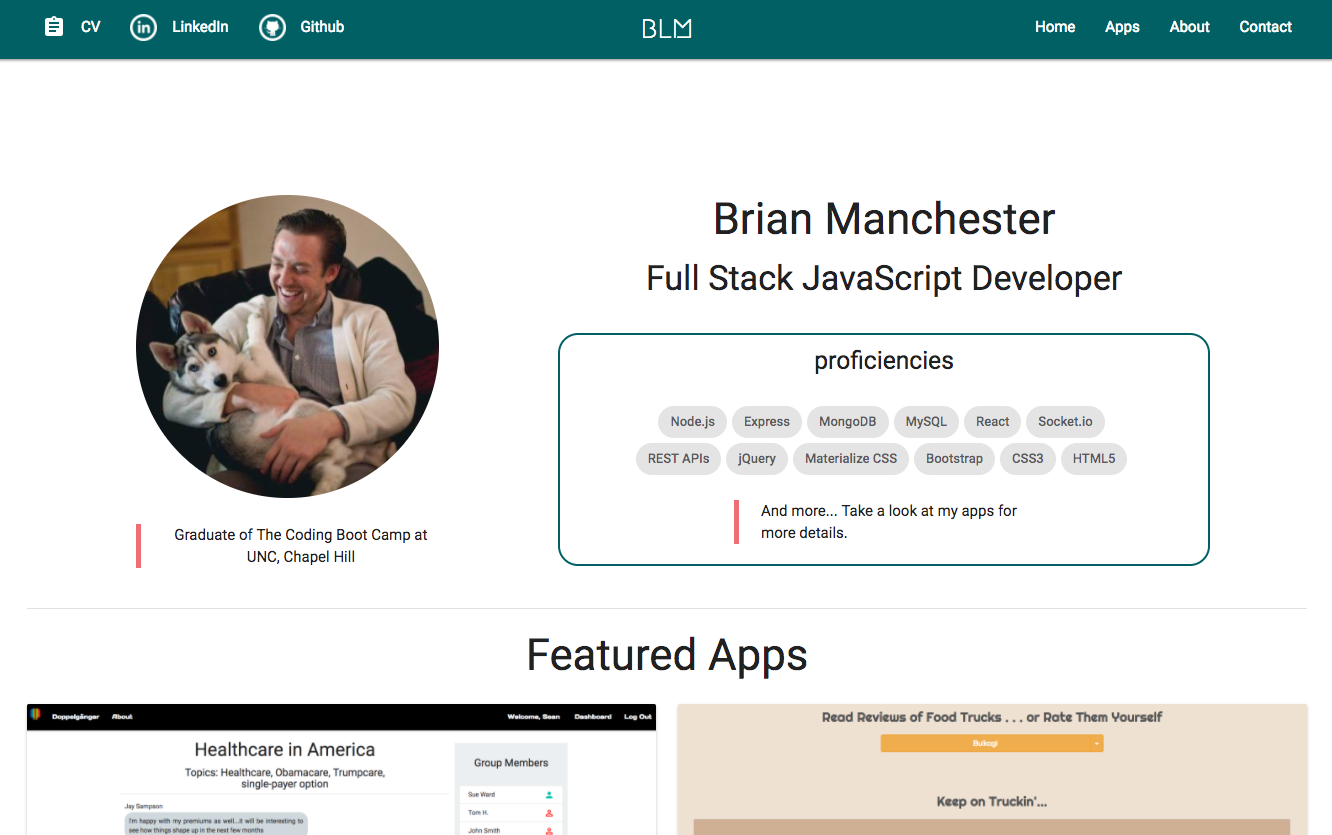 CV LinkedIn Github BLM Home Apps About Contact
Brian Manchester
Full Stack JavaScript Developer
proficiencies
Node.js Express MongoDB MySQL React Socket.io
REST APIs jQuery Materialize CSS Bootstrap CSS3 HTML5
And more... Take a look at my apps for
more details.
Graduate of The Coding Boot Camp at
UNC, Chapel Hill
Featured Apps
Doppelgänger About Welcome, Sean Dashboard Log Out
Healthcare in America
Topics: Healthcare, Obamacare, Trumpcare,
single-payer option
Jay Sampson
I'm happy with my premiums as well...it will be interesting to
see how things shape up in the next few months
Group Members
Sue Ward
Tom H.
John Smith
Read Reviews of Food Trucks . . . or Rate Them Yourself
Bulkogi
Keep on Truckin'...